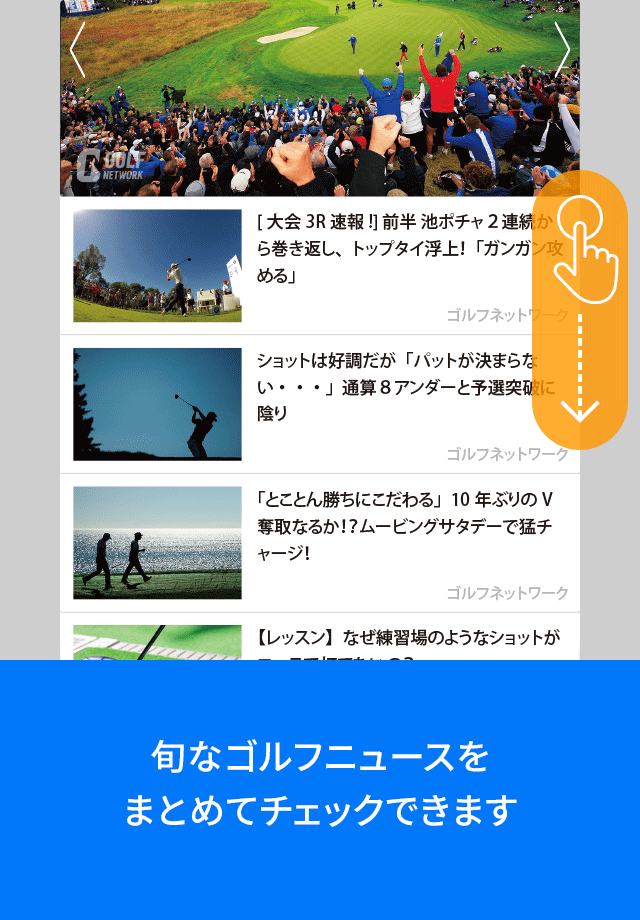 GOLF
NETWORK
[大会3R速報!]前半 池ポチャ2連続か
ら巻き返し、トップタイ浮上!「ガンガン攻
める」
ゴルフネットワーク
ショットは好調だが「パットが決まらな
い・・・」通算8アンダーと予選突破に
陰り
ゴルフネットワーク
「とことん勝ちにこだわる」10年ぶりのV
奪取なるか!?ムービングサタデーで猛チ
ャージ!
ゴルフネットワーク
【レッスン】なぜ練習場のようなショットが
旬なゴルフニュースを
まとめてチェックできます